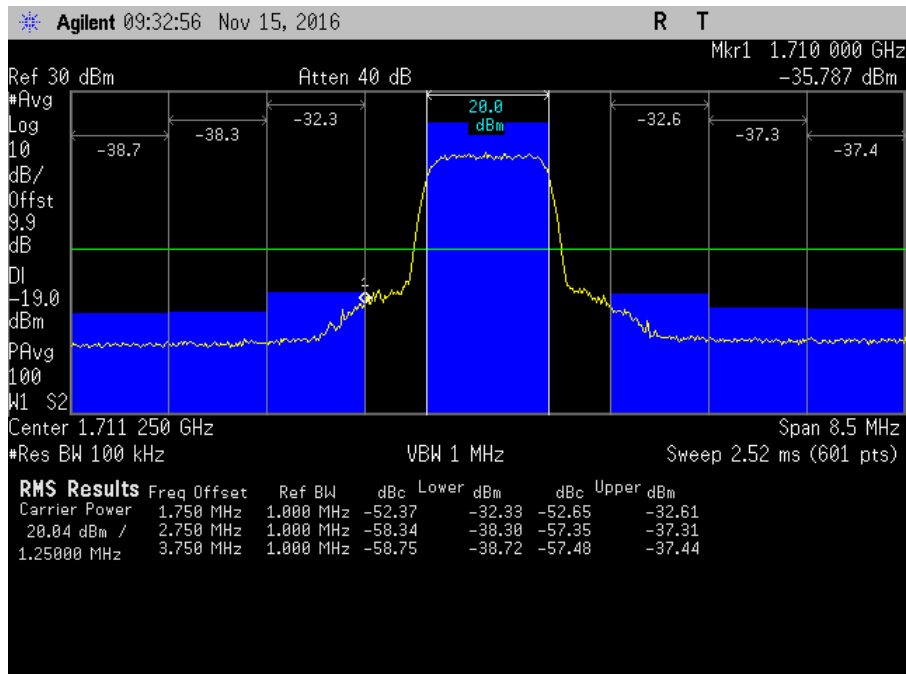 Agilent 09:32:56 Nov 15, 2016 R T
Mkr1 1.710 000 GHz
Ref 30 dBm Atten 40 dB -35.787 dBm
#Avg
Log
10
dB/
Offst
9.9
dB
DI
-19.0
dBm
PAvg
100
W1 S2
-38.7
-38.3
-32.3
20.0
dBm
-32.6
-37.3
-37.4
1
Center 1.711 250 GHz Span 8.5 MHz
#Res BW 100 kHz VBW 1 MHz Sweep 2.52 ms (601 pts)
RMS Results Freq Offset Ref BW dBc Lower dBm dBc Upper dBm
Carrier Power 1.750 MHz 1.000 MHz -52.37 -32.33 -52.65 -32.61
20.04 dBm / 2.750 MHz 1.000 MHz -58.34 -38.30 -57.35 -37.31
1.25000 MHz 3.750 MHz 1.000 MHz -58.75 -38.72 -57.48 -37.44